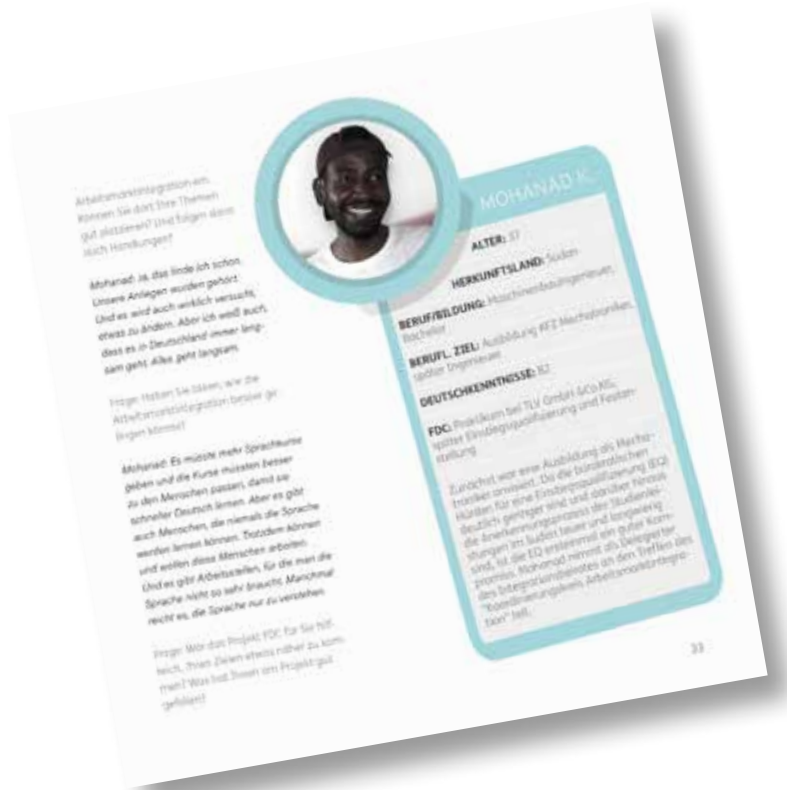 Arbeitsmarktintegration ein.
Können Sie dort Ihre Themen
gut platzieren? Und folgen dann
auch Handlungen?
Mohanad: Ja, das finde ich schon.
Unsere Anliegen wurden gehört.
Und es wird auch wirklich versucht,
etwas zu ändern. Aber ich weiß auch,
dass es in Deutschland immer lang-
sam geht. Alles geht langsam.
Frage: Haben Sie Ideen, wie die
Arbeitsmarktintegration besser ge-
lingen könnte?
Mohanad: Es müsste mehr Sprachkurse
geben und die Kurse müssten besser
zu den Menschen passen, damit sie
schneller Deutsch lernen. Aber es gibt
auch Menschen, die niemals die Sprache
werden lernen können. Trotzdem können
und wollen diese Menschen arbeiten.
Und es gibt Arbeitsstellen, für die man die
Sprache nicht so sehr braucht. Manchmal
reicht es, die Sprache nur zu verstehen.
Frage: War das Projekt FDC für Sie hilf-
reich, Ihren Zielen etwas näher zu kom-
men? Was hat Ihnen am Projekt gut
gefallen?
MOHANAD K.
ALTER: 37
HERKUNFTSLAND: Sudan
BERUF/BILDUNG: Maschinenbauingenieur,
Bachelor
BERUFL. ZIEL: Ausbildung KFZ Mechatroniker,
später Ingenieur
DEUTSCHKENNTNISSE: B2
FDC: Praktikum bei TLV GmbH &Co.KG,
später Einstiegsqualifizierung und Festan-
stellung
Zunächst war eine Ausbildung als Mecha-
troniker anvisiert. Da die bürokratischen
Hürden für eine Einstiegsqualifizierung (EQ)
deutlich geringer sind und darüber hinaus
die Anerkennungsprozess der Studienlei-
stungen im Sudan teuer und langwierig
sind, ist die EQ erst einmal ein guter Kom-
promiss. Mohanad nimmt als Delegierter
des Integrationsbeirates an den Treffen des
"Koordinierungskreis Arbeitsmarktintegra-
tion" teil.
33